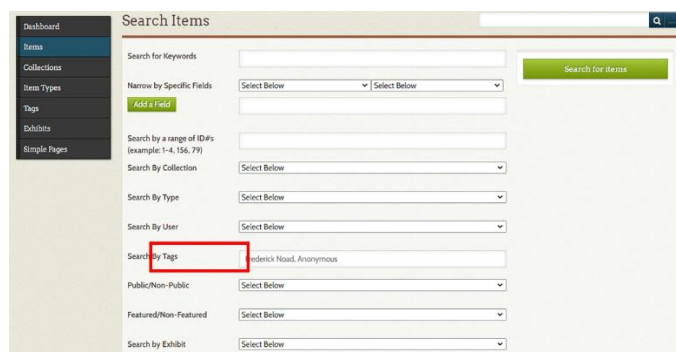 Dashboard
Items
Collections
Item Types
Tags
Exhibits
Simple Pages
Search Items
Search for Keywords
Narrow by Specific Fields
Select Below
Select Below
Add a Field
Search by a range of ID#s
(example: 1-4, 156, 79)
Search By Collection
Select Below
Search By Type
Select Below
Search By User
Select Below
Search By Tags
Frederick Noad, Anonymous
Public/Non-Public
Select Below
Featured/Non-Featured
Select Below
Search by Exhibit
Select Below
Search for items